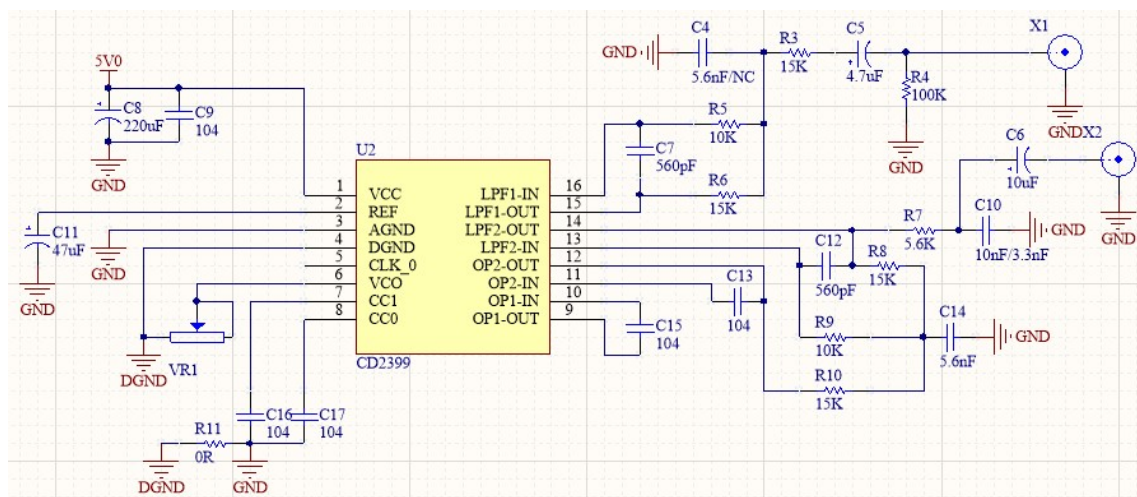 5V0
C8
220uF
C9
104
GND
C11
47uF
GND
GND
DGND
VR1
U2
1 VCC
2 REF
3 AGND
4 DGND
5 CLK_0
6 VCO
7 CC1
8 CC0
LPF1-IN 16
LPF1-OUT 15
LPF2-OUT 14
LPF2-IN 13
OP2-OUT 12
OP2-IN 11
OP1-IN 10
OP1-OUT 9
CD2399
C16
104
C17
104
R11
0R
DGND
GND
GND
C4
5.6nF/NC
R3
15K
C5
4.7uF
R4
100K
GND
X1
GND
R5
10K
C7
560pF
R6
15K
X2
C6
10uF
GND
R7
5.6K
C10
10nF/3.3nF
GND
C12
560pF
R8
15K
C13
104
C15
104
R9
10K
C14
5.6nF
GND
R10
15K